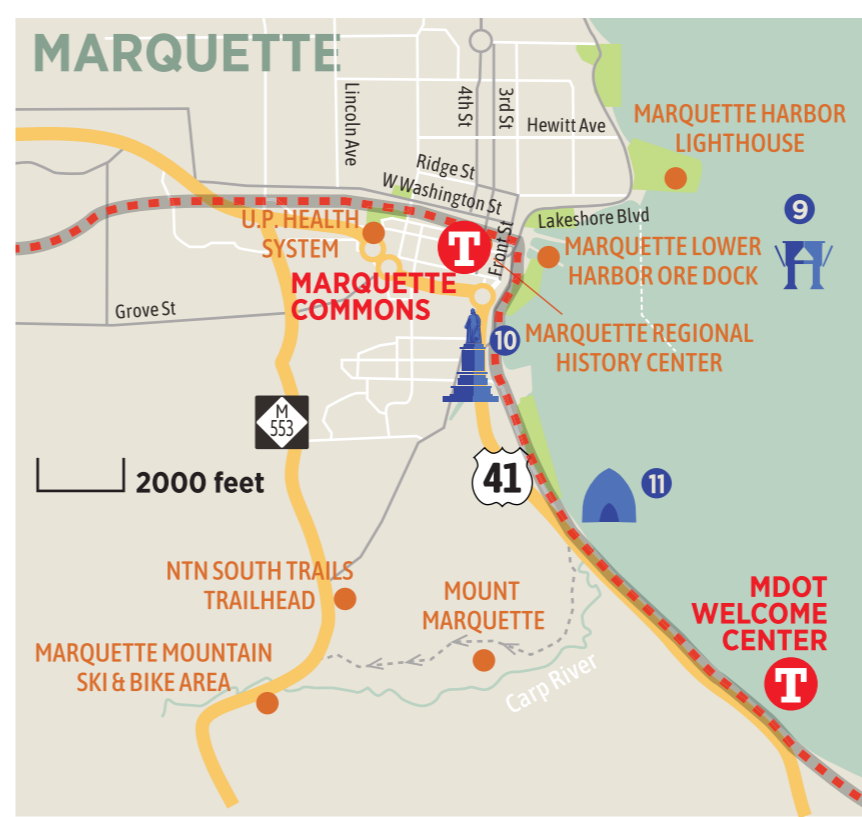 MARQUETTE
Lincoln Ave
4th St
3rd St
Hewitt Ave
MARQUETTE HARBOR
LIGHTHOUSE
Ridge St
W Washington St
Lakeshore Blvd
Front St
9
U.P. HEALTH
SYSTEM
T
MARQUETTE
COMMONS
MARQUETTE LOWER
HARBOR ORE DOCK
Grove St
10
MARQUETTE REGIONAL
HISTORY CENTER
M
553
41
2000 feet
11
NTN SOUTH TRAILS
TRAILHEAD
MOUNT
MARQUETTE
MDOT
WELCOME
CENTER
T
MARQUETTE MOUNTAIN
SKI & BIKE AREA
Carp River